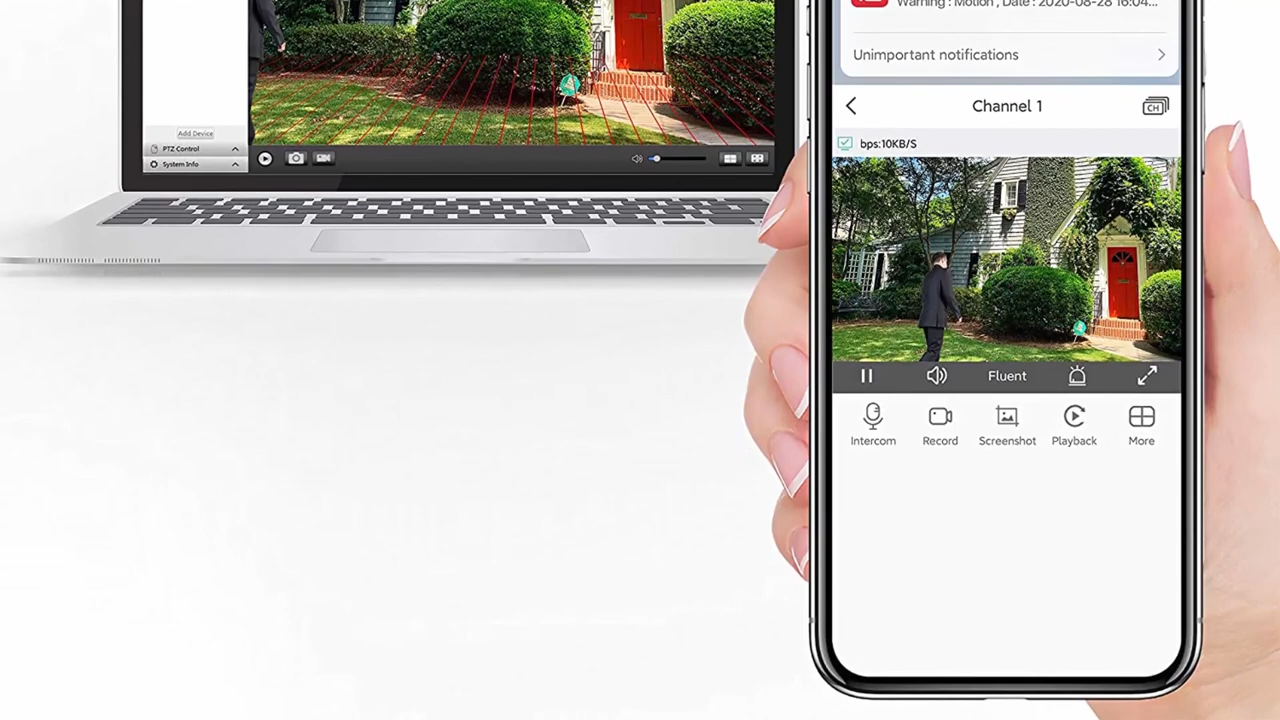 Warning : Motion , Date : 2020-08-28 16:04...
Unimportant notifications
Channel 1
CH
bps:10KB/S
Fluent
Intercom
Record
Screenshot
Playback
More
Add Device
PTZ Control
System Info